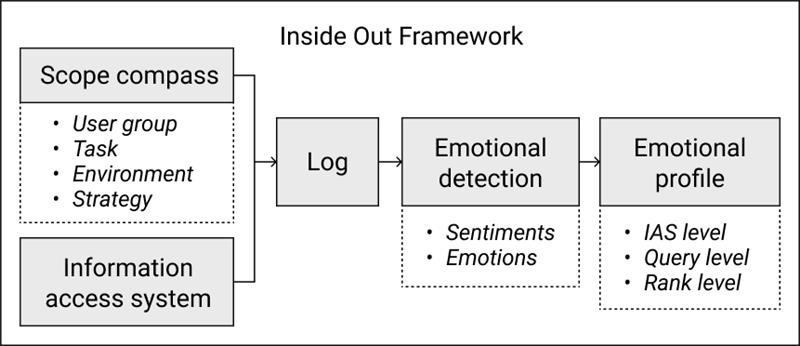 Inside Out Framework
Scope compass
• User group
• Task
• Environment
• Strategy
Information
access system
Log
Emotional
detection
• Sentiments
• Emotions
Emotional
profile
• IAS level
• Query level
• Rank level